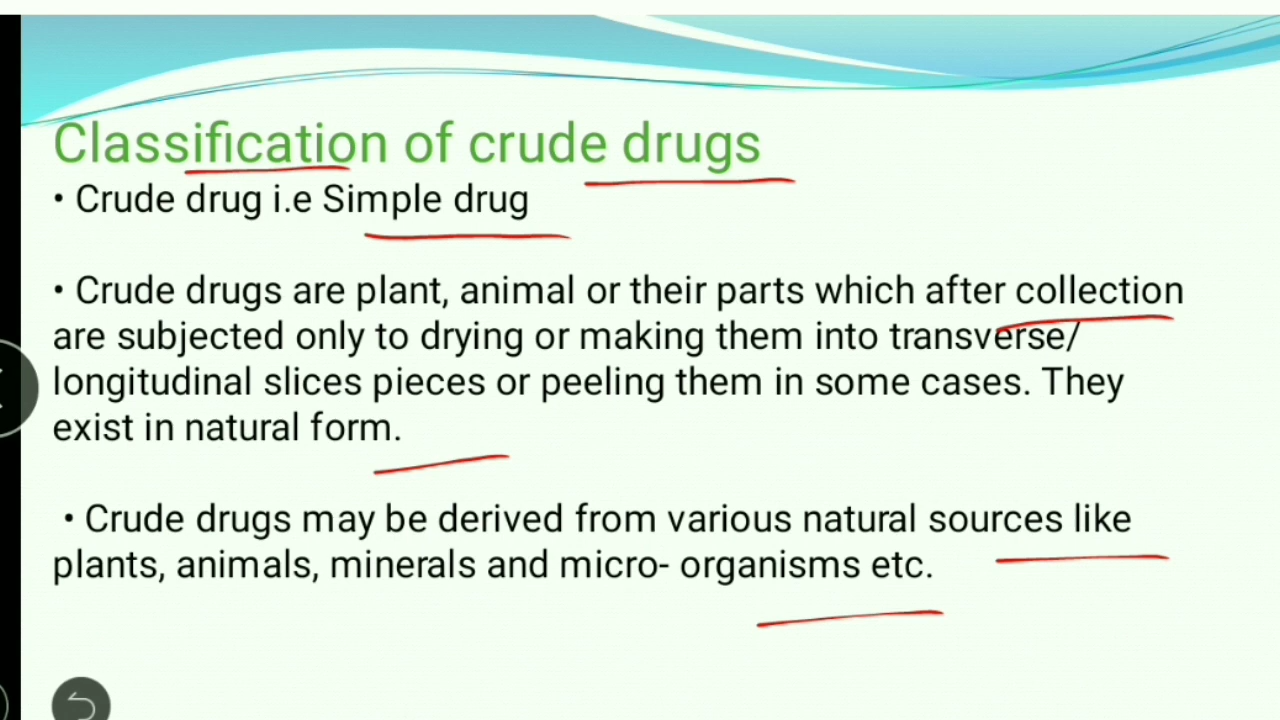 Classification of crude drugs
• Crude drug i.e Simple drug
• Crude drugs are plant, animal or their parts which after collection
are subjected only to drying or making them into transverse/
longitudinal slices pieces or peeling them in some cases. They
exist in natural form.
• Crude drugs may be derived from various natural sources like
plants, animals, minerals and micro- organisms etc.